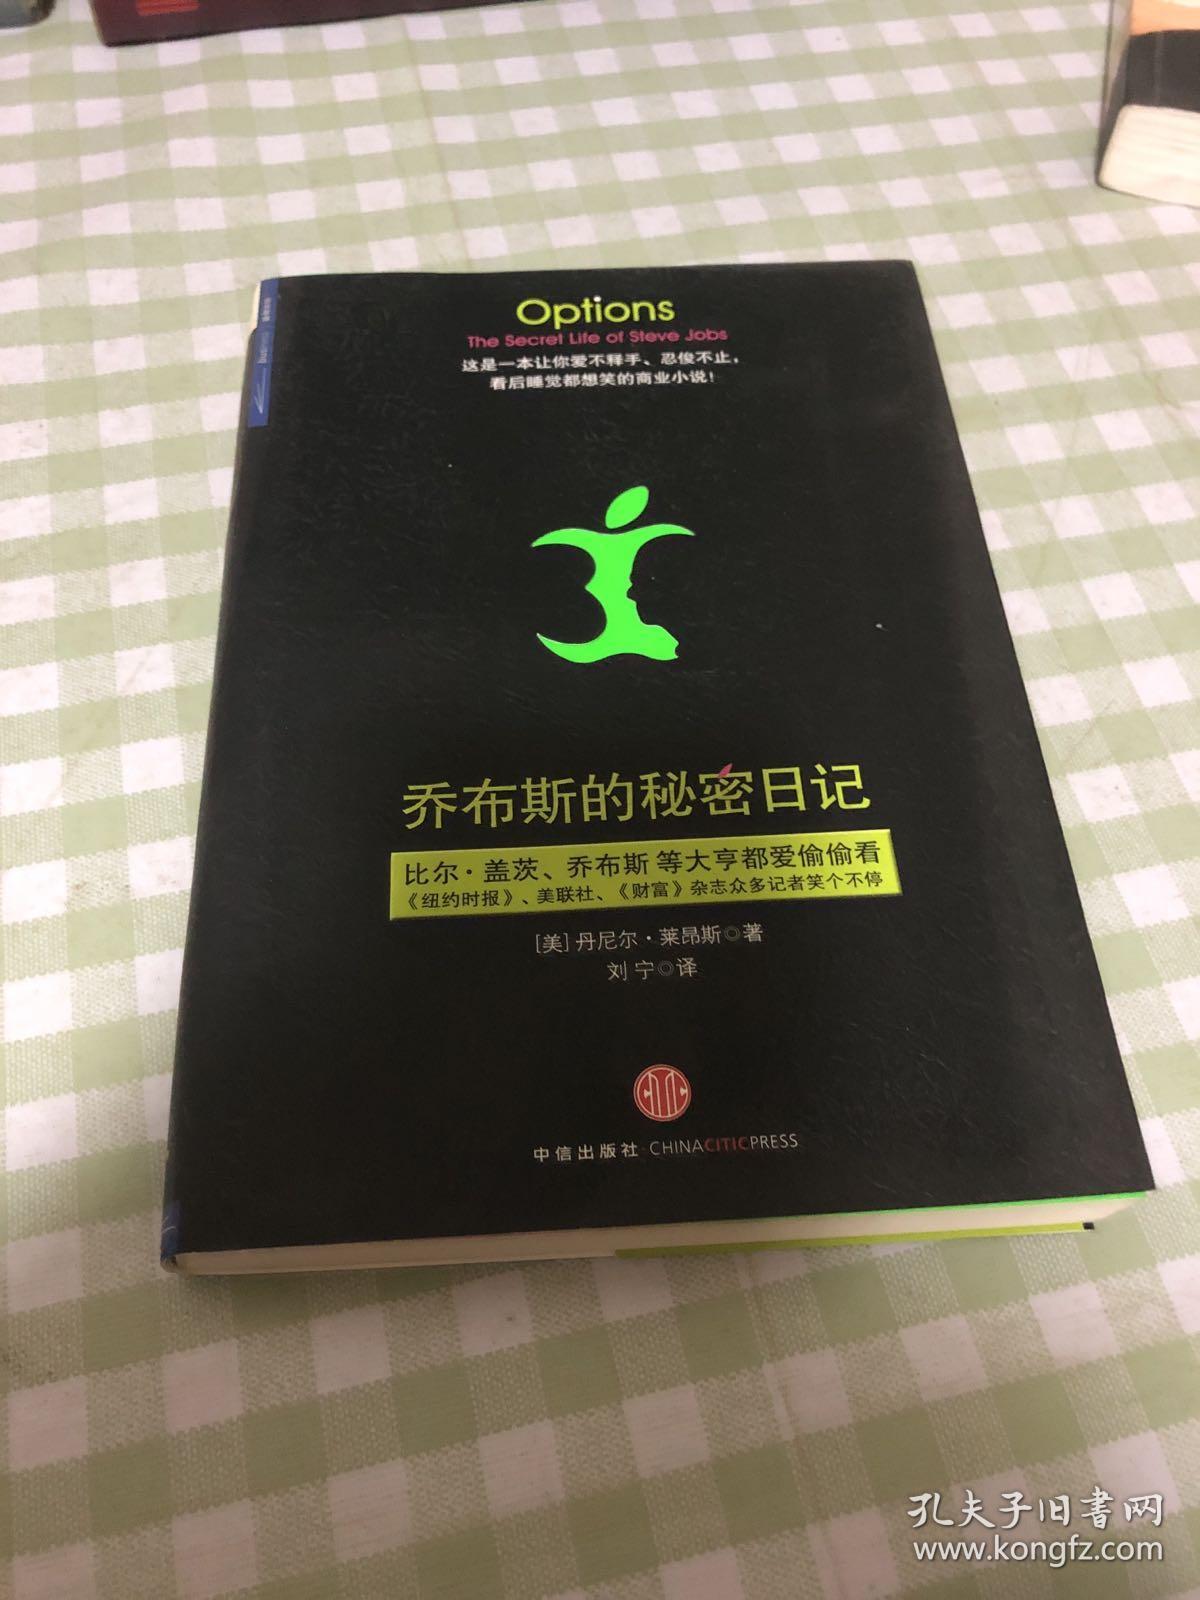 Options
The Secret Life of Steve Jobs
这是一本让你爱不释手、忍俊不止，
看后睡觉都想笑的商业小说！
乔布斯的秘密日记
比尔·盖茨、乔布斯 等大亨都爱偷偷看
《纽约时报》、美联社、《财富》杂志众多记者笑个不停
［美］丹尼尔·莱昂斯◎著
刘 宁◎译
中信出版社·CHINACITICPRESS
孔夫子旧书网
www.kongfz.com